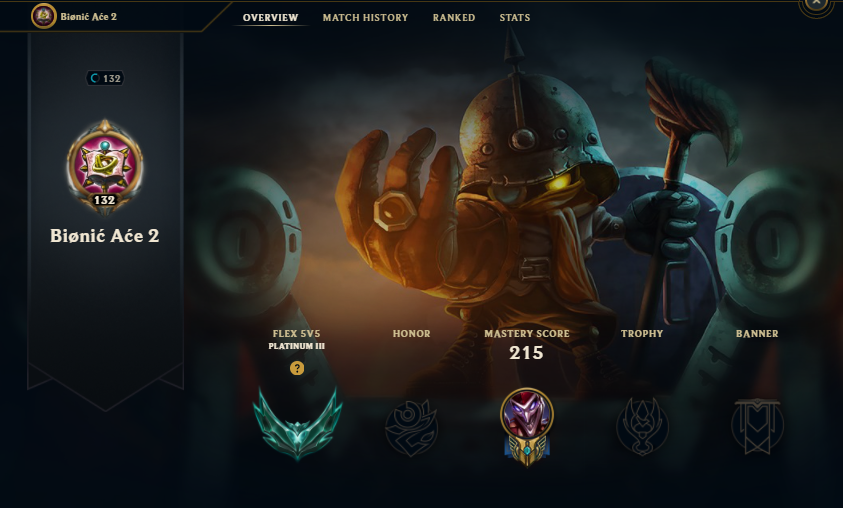 Biønić Aće 2
OVERVIEW
MATCH HISTORY
RANKED
STATS
132
132
Biønić Aće 2
FLEX 5V5
PLATINUM III
?
HONOR
MASTERY SCORE
215
TROPHY
BANNER